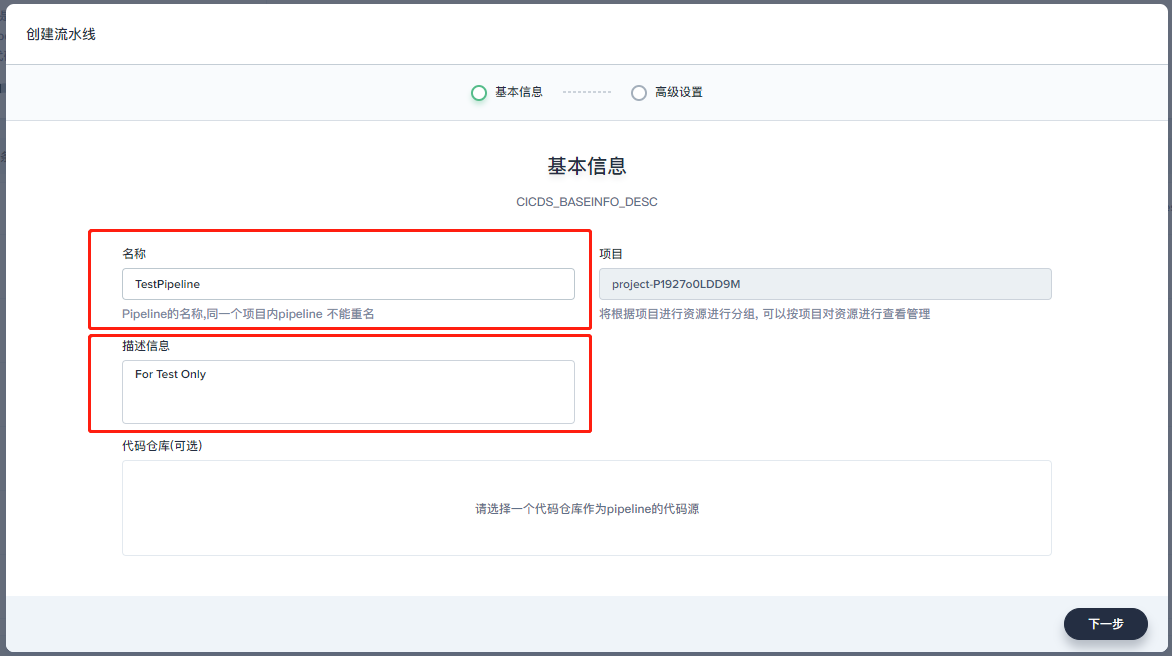 创建流水线
基本信息
高级设置
基本信息
CICDS_BASEINFO_DESC
名称
项目
TestPipeline
project-P1927o0LDD9M
Pipeline的名称,同一个项目内pipeline 不能重名
将根据项目进行资源进行分组, 可以按项目对资源进行查看管理
描述信息
For Test Only
代码仓库(可选)
请选择一个代码仓库作为pipeline的代码源
下一步